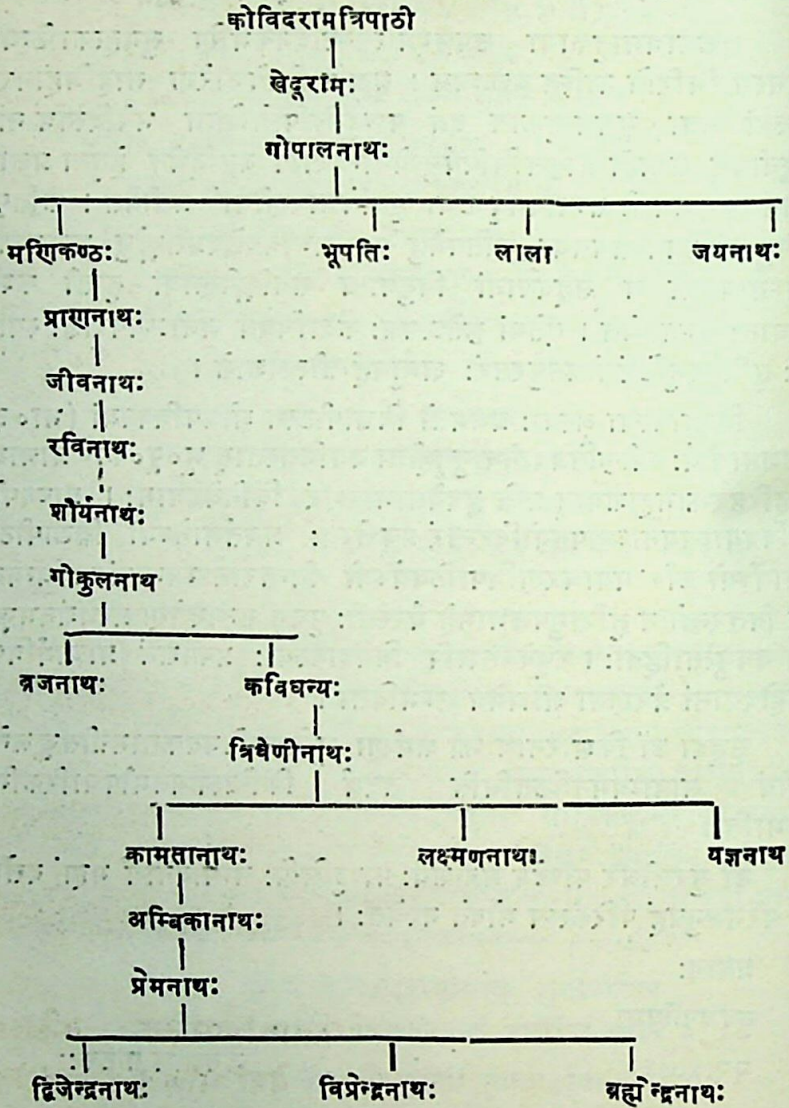 कोविदरामत्रिपाठी
खेदूरामः
गोपालनाथः
मणिकण्ठः भूपतिः लाला जयनाथः
प्राणनाथः
जीवनाथः
रविनाथः
शौर्यनाथः
गोकुलनाथ
ब्रजनाथः कविधन्यः
त्रिवेणीनाथः
कामतानाथः लक्ष्मणनाथः यज्ञनाथ
अम्बिकानाथः
प्रेमनाथः
द्विजेन्द्रनाथः विप्रेन्द्रनाथः ब्रह्मेन्द्रनाथः